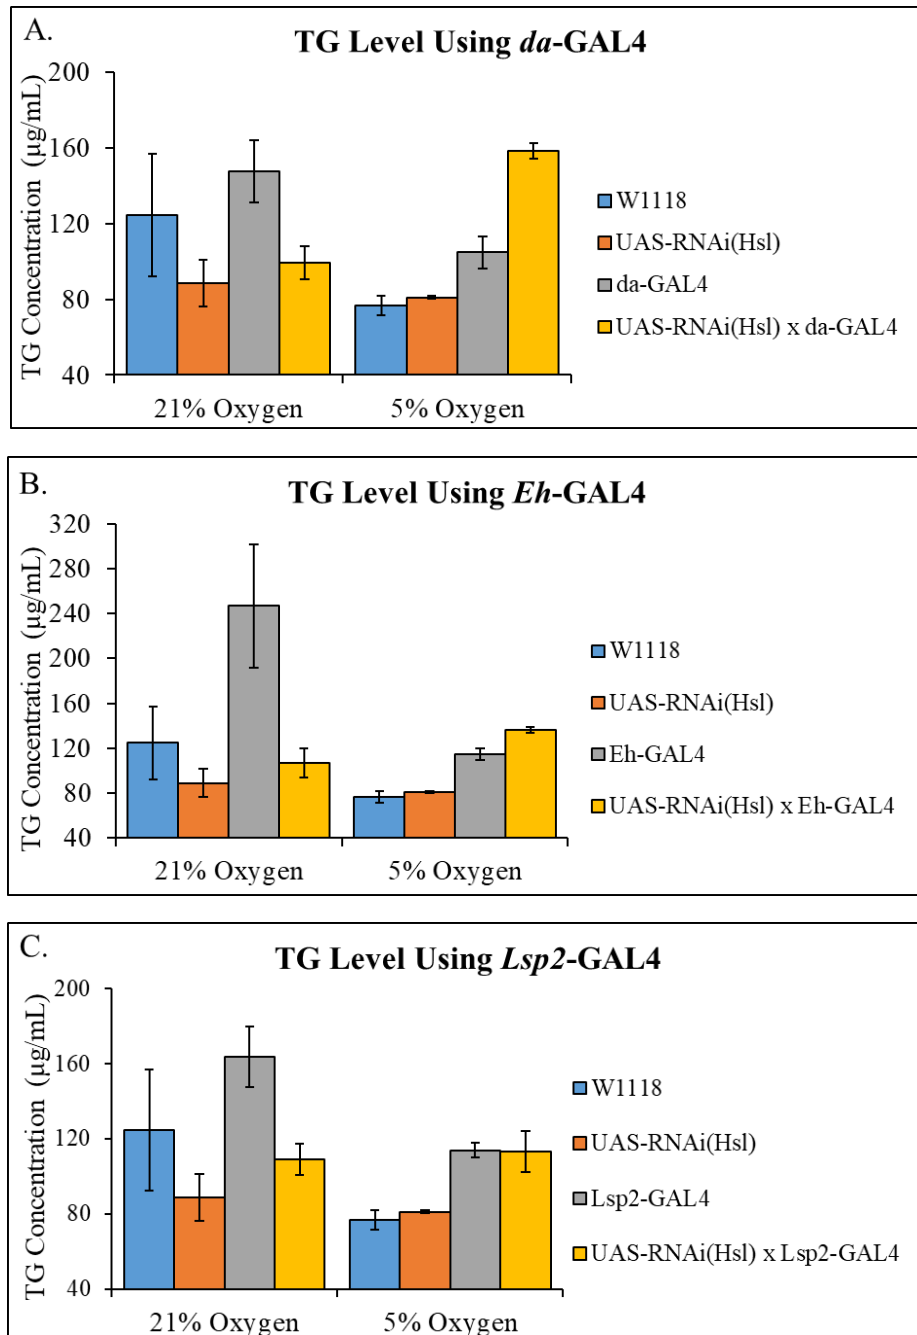 A.
TG Level Using da-GAL4
TG Concentration (µg/mL)
200
160
120
80
40
21% Oxygen
5% Oxygen
W1118
UAS-RNAi(Hsl)
da-GAL4
UAS-RNAi(Hsl) x da-GAL4
B.
TG Level Using Eh-GAL4
TG Concentration (µg/mL)
320
280
240
200
160
120
80
40
21% Oxygen
5% Oxygen
W1118
UAS-RNAi(Hsl)
Eh-GAL4
UAS-RNAi(Hsl) x Eh-GAL4
C.
TG Level Using Lsp2-GAL4
TG Concentration (µg/mL)
200
160
120
80
40
21% Oxygen
5% Oxygen
W1118
UAS-RNAi(Hsl)
Lsp2-GAL4
UAS-RNAi(Hsl) x Lsp2-GAL4